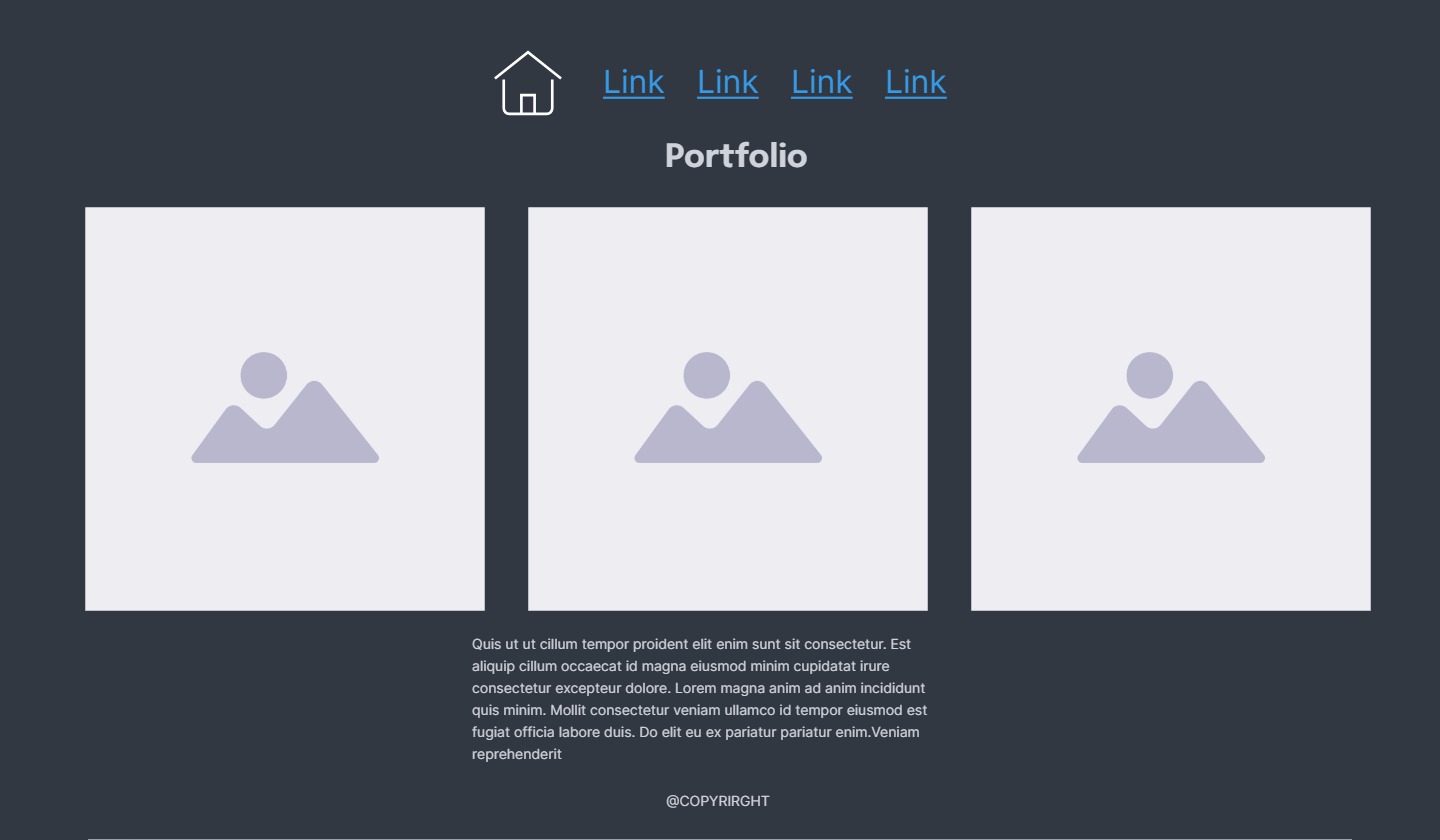 Link Link Link Link
Portfolio
Quis ut ut cillum tempor proident elit enim sunt sit consectetur. Est
aliquip cillum occaecat id magna eiusmod minim cupidatat irure
consectetur excepteur dolore. Lorem magna anim ad anim incididunt
quis minim. Mollit consectetur veniam ullamco id tempor eiusmod est
fugiat officia labore duis. Do elit eu ex pariatur pariatur enim.Veniam
reprehenderit
@COPYRIRGHT